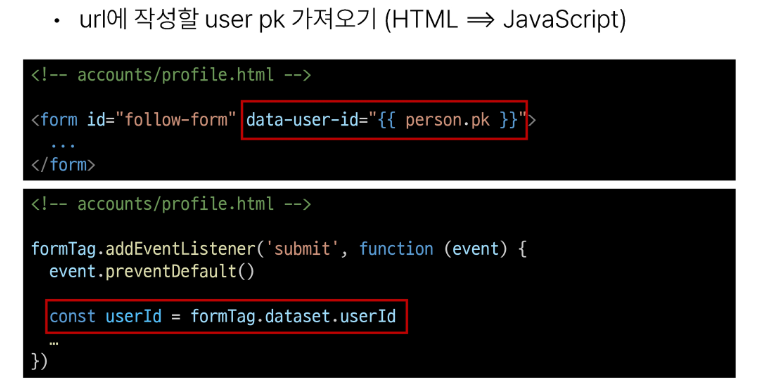 • url에 작성할 user pk 가져오기 (HTML ⟹ JavaScript)
<!-- accounts/profile.html -->
<form id="follow-form" data-user-id="{{ person.pk }}">
...
</form>
<!-- accounts/profile.html -->
formTag.addEventListener('submit', function (event) {
event.preventDefault()
const userId = formTag.dataset.userId
…
})